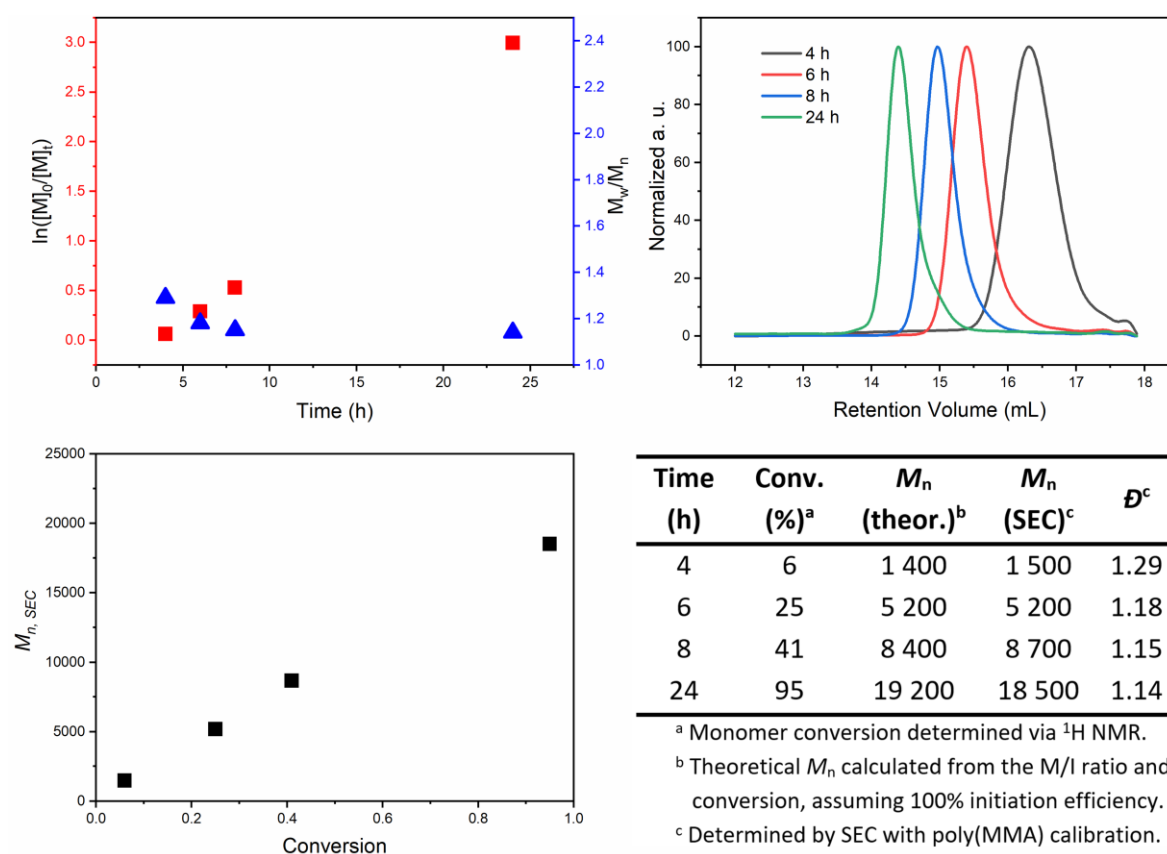 3.0
2.5
2.0
1.5
1.0
0.5
0.0
ln([M]₀/[M]ₜ)
2.4
2.2
2.0
1.8
1.6
1.4
1.2
1.0
M_w/M_n
0 5 10 15 20 25
Time (h)
100
80
60
40
20
0
Normalized a. u.
4 h
6 h
8 h
24 h
12 13 14 15 16 17 18
Retention Volume (mL)
25000
20000
15000
10000
5000
0
M_n, SEC
0.0 0.2 0.4 0.6 0.8 1.0
Conversion
Time Conv. Mₙ Mₙ Đᶜ
(h) (%)ᵃ (theor.)ᵇ (SEC)ᶜ
4 6 1 400 1 500 1.29
6 25 5 200 5 200 1.18
8 41 8 400 8 700 1.15
24 95 19 200 18 500 1.14
ᵃ Monomer conversion determined via ¹H NMR.
ᵇ Theoretical Mₙ calculated from the M/I ratio and
conversion, assuming 100% initiation efficiency.
ᶜ Determined by SEC with poly(MMA) calibration.